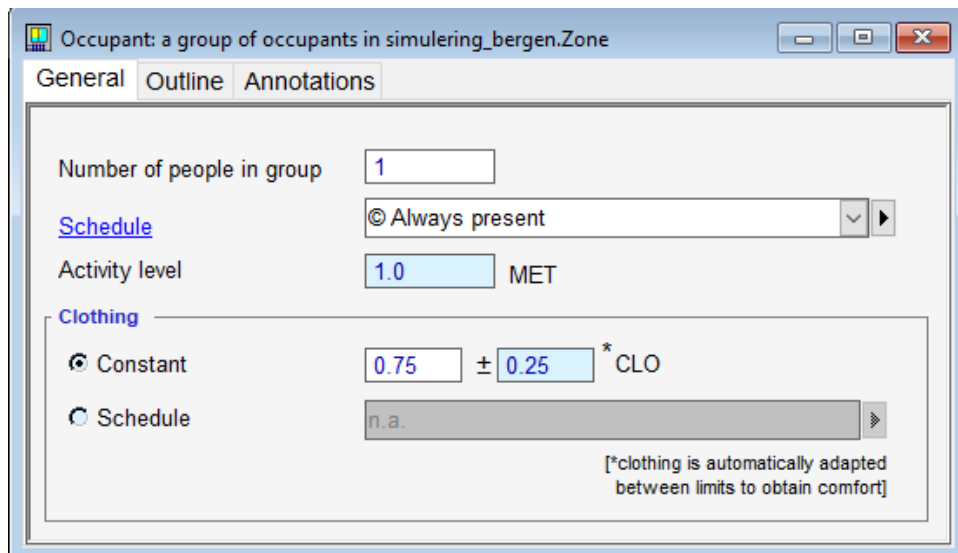 Occupant: a group of occupants in simulering_bergen.Zone
General Outline Annotations
Number of people in group 1
Schedule © Always present
Activity level 1.0 MET
Clothing
Constant 0.75 ± 0.25 * CLO
Schedule n.a.
[*clothing is automatically adapted
between limits to obtain comfort]